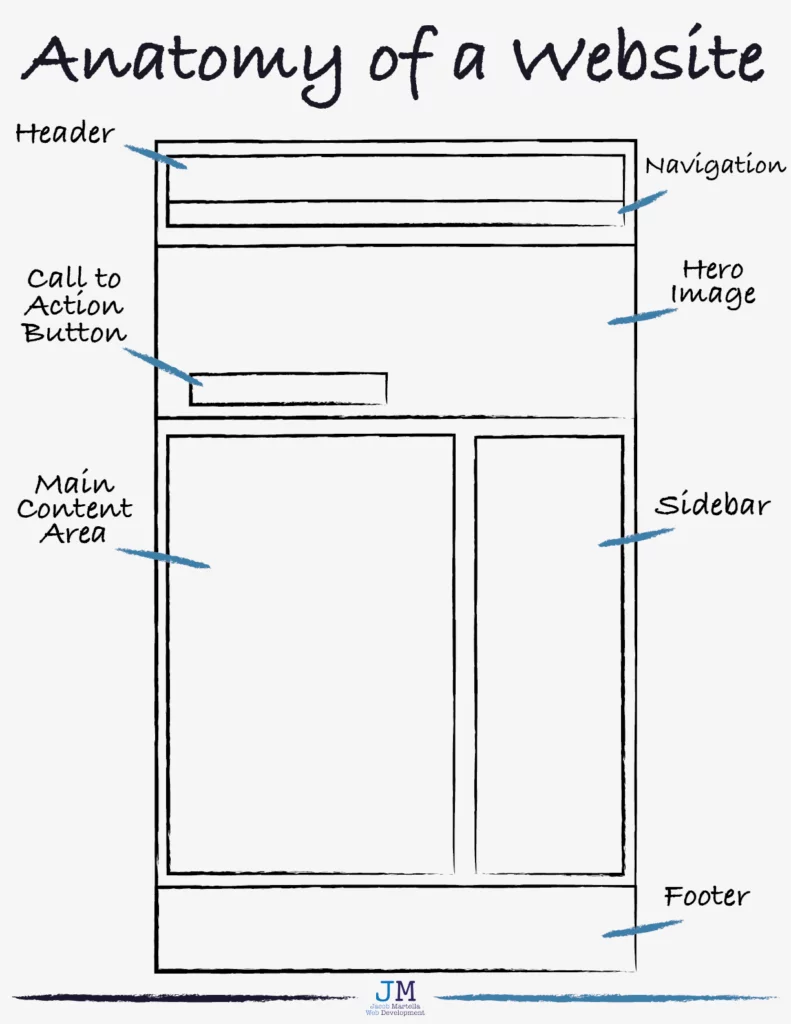 Anatomy of a Website
Header
Navigation
Call to
Action
Button
Hero
Image
Main
Content
Area
Sidebar
Footer
JM
Jacob Martella
Web Development